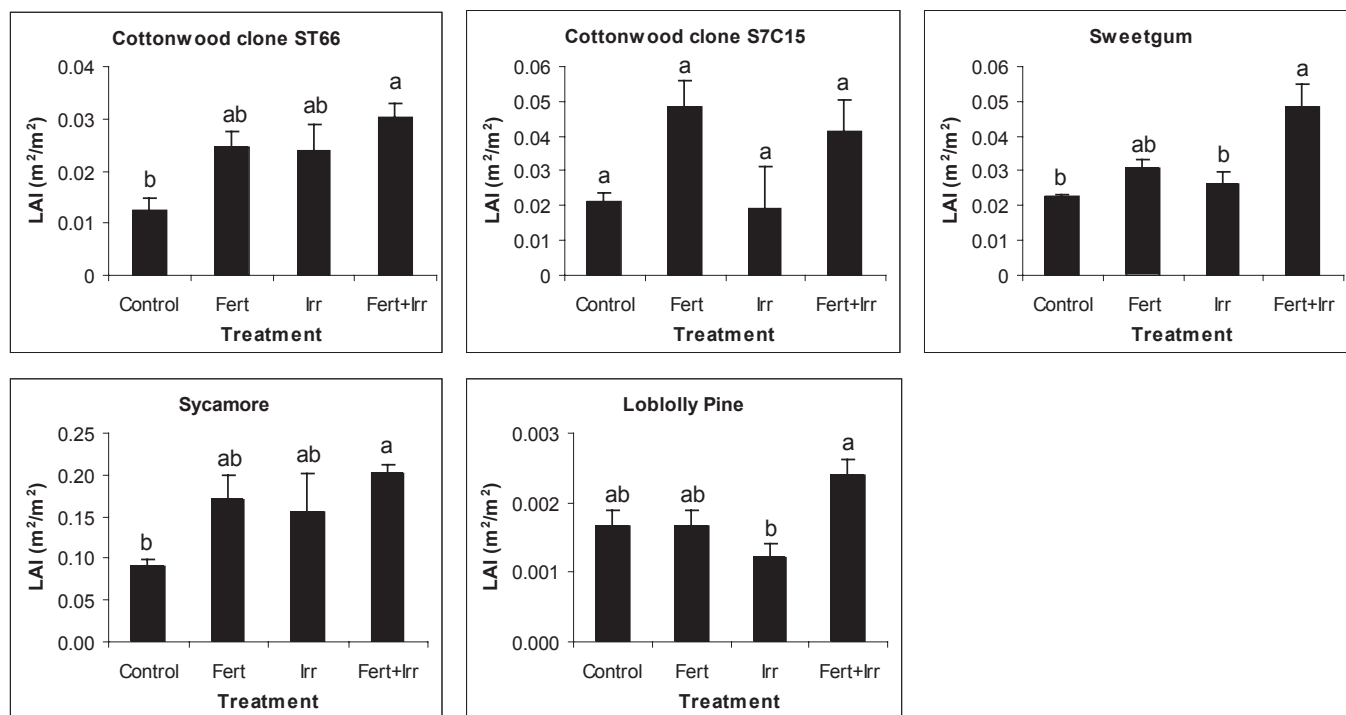 Cottonwood clone ST66
LAI (m²/m²)
0.04
0.03
0.02
0.01
0
b
ab
ab
a
Control Fert Irr Fert+Irr
Treatment
Cottonwood clone S7C15
LAI (m²/m²)
0.06
0.05
0.04
0.03
0.02
0.01
0
a
a
a
a
Control Fert Irr Fert+Irr
Treatment
Sweetgum
LAI (m²/m²)
0.06
0.05
0.04
0.03
0.02
0.01
0
b
ab
b
a
Control Fert Irr Fert+Irr
Treatment
Sycamore
LAI (m²/m²)
0.25
0.20
0.15
0.10
0.05
0.00
b
ab
ab
a
Control Fert Irr Fert+Irr
Treatment
Loblolly Pine
LAI (m²/m²)
0.003
0.002
0.001
0.000
ab
ab
b
a
Control Fert Irr Fert+Irr
Treatment